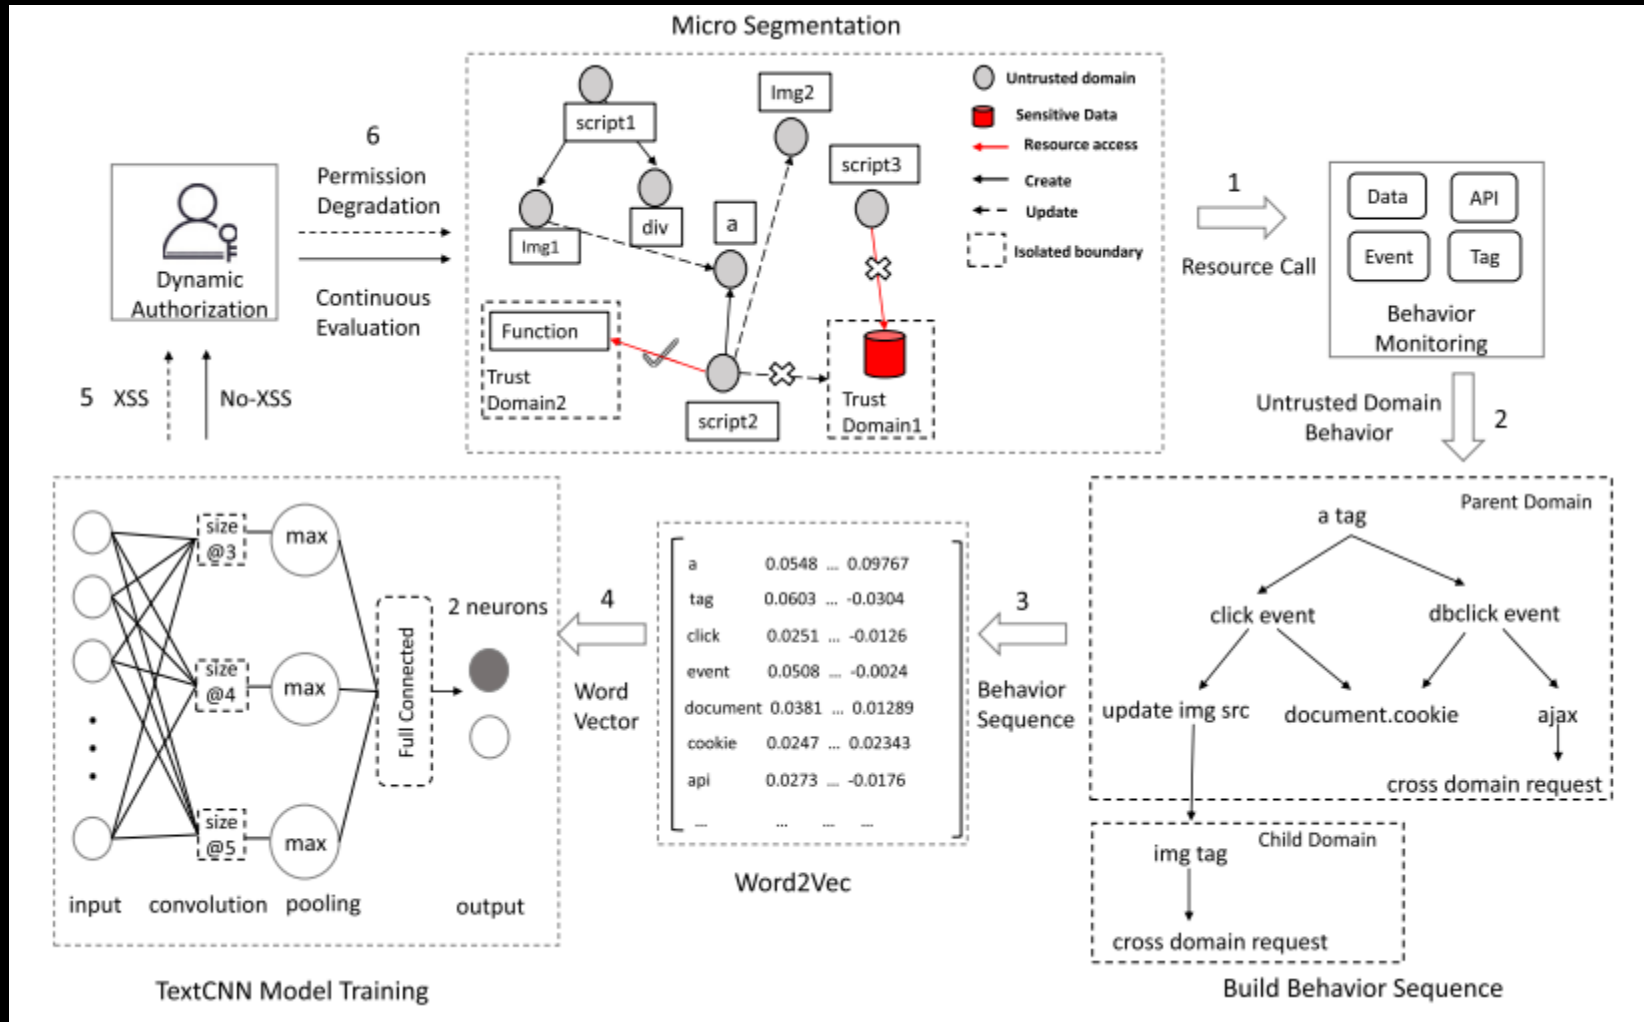 Micro Segmentation
script1
Img1
div
a
Img2
script3
Function
Trust
Domain2
script2
Trust
Domain1
Untrusted domain
Sensitive Data
Resource access
Create
Update
Isolated boundary
1
Resource Call
Data
API
Event
Tag
Behavior
Monitoring
Untrusted Domain
Behavior
2
Parent Domain
a tag
click event
dbclick event
update img src
document.cookie
ajax
cross domain request
Child Domain
img tag
cross domain request
Build Behavior Sequence
3
Behavior
Sequence
a 0.0548 ... 0.09767
tag 0.0603 ... -0.0304
click 0.0251 ... -0.0126
event 0.0508 ... -0.0024
document 0.0381 ... 0.01289
cookie 0.0247 ... 0.02343
api 0.0273 ... -0.0176
... ... ... ...
Word2Vec
4
Word
Vector
size
@3
max
size
@4
max
size
@5
max
Full Connected
2 neurons
input
convolution
pooling
output
TextCNN Model Training
5
XSS
No-XSS
Dynamic
Authorization
6
Permission
Degradation
Continuous
Evaluation